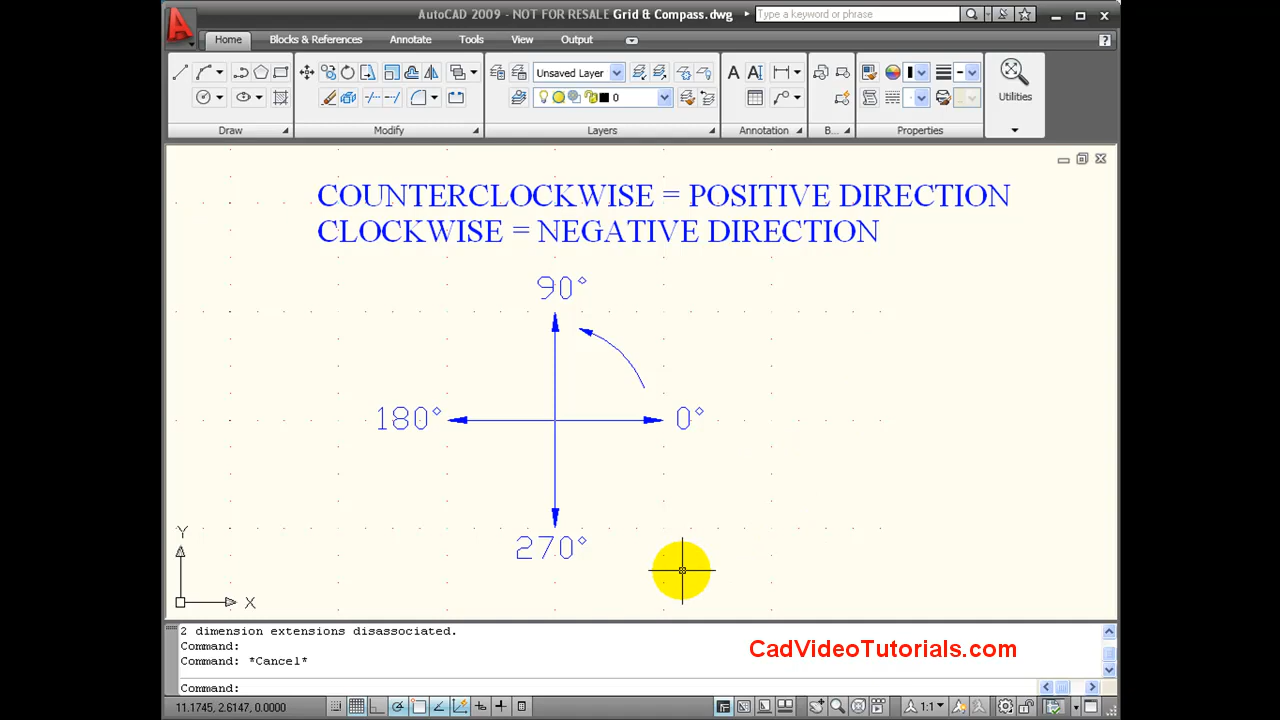 AutoCAD 2009 - NOT FOR RESALE Grid & Compass.dwg
Type a keyword or phrase
Home Blocks & References Annotate Tools View Output
Unsaved Layer
0
Utilities
Draw Modify Layers Annotation B... Properties
COUNTERCLOCKWISE = POSITIVE DIRECTION
CLOCKWISE = NEGATIVE DIRECTION
90°
180° 0°
270°
Y
X
2 dimension extensions disassociated.
Command:
Command: *Cancel*
CadVideoTutorials.com
Command:
11.1745, 2.6147, 0.0000
1:1